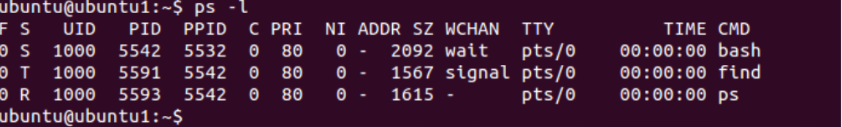 ubuntu@ubuntu1:~$ ps -l
F S   UID   PID  PPID  C PRI  NI ADDR SZ WCHAN  TTY          TIME CMD
0 S  1000  5542  5532  0  80   0 -  2092 wait   pts/0    00:00:00 bash
0 T  1000  5591  5542  0  80   0 -  1567 signal pts/0    00:00:00 find
0 R  1000  5593  5542  0  80   0 -  1615 -      pts/0    00:00:00 ps
ubuntu@ubuntu1:~$